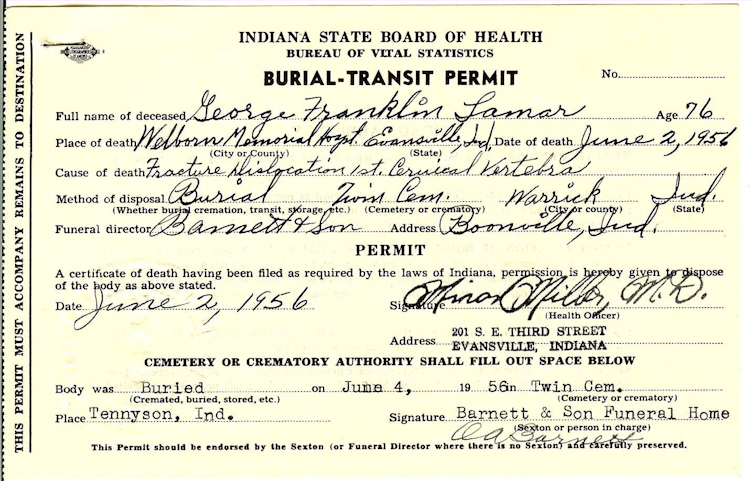 INDIANA STATE BOARD OF HEALTH
BUREAU OF VITAL STATISTICS
BURIAL-TRANSIT PERMIT
No.
Full name of deceased George Franklin Lamar Age 76
Place of death Welborn Memorial Hospt. Evansville, Ind. Date of death June 2, 1956
(City or County) (State)
Cause of death Fracture Dislocation 1st. Cervical Vertebra
Method of disposal Burial Twin Cem. Warrick Ind.
(Whether burial cremation, transit, storage, etc.) (Cemetery or crematory) (City or county) (State)
Funeral director Barnett & Son Address Boonville, Ind.
PERMIT
A certificate of death having been filed as required by the laws of Indiana, permission is hereby given to dispose
of the body as above stated.
Date June 2, 1956 Signature Minor Miller, M.D.
(Health Officer)
Address 201 S. E. THIRD STREET
EVANSVILLE, INDIANA
CEMETERY OR CREMATORY AUTHORITY SHALL FILL OUT SPACE BELOW
Body was Buried on June 4, 19 56 in Twin Cem.
(Cremated, buried, stored, etc.) (Cemetery or crematory)
Place Tennyson, Ind. Signature Barnett & Son Funeral Home
(Sexton or person in charge)
Barnett
This Permit should be endorsed by the Sexton (or Funeral Director where there is no Sexton) and carefully preserved.
THIS PERMIT MUST ACCOMPANY REMAINS TO DESTINATION